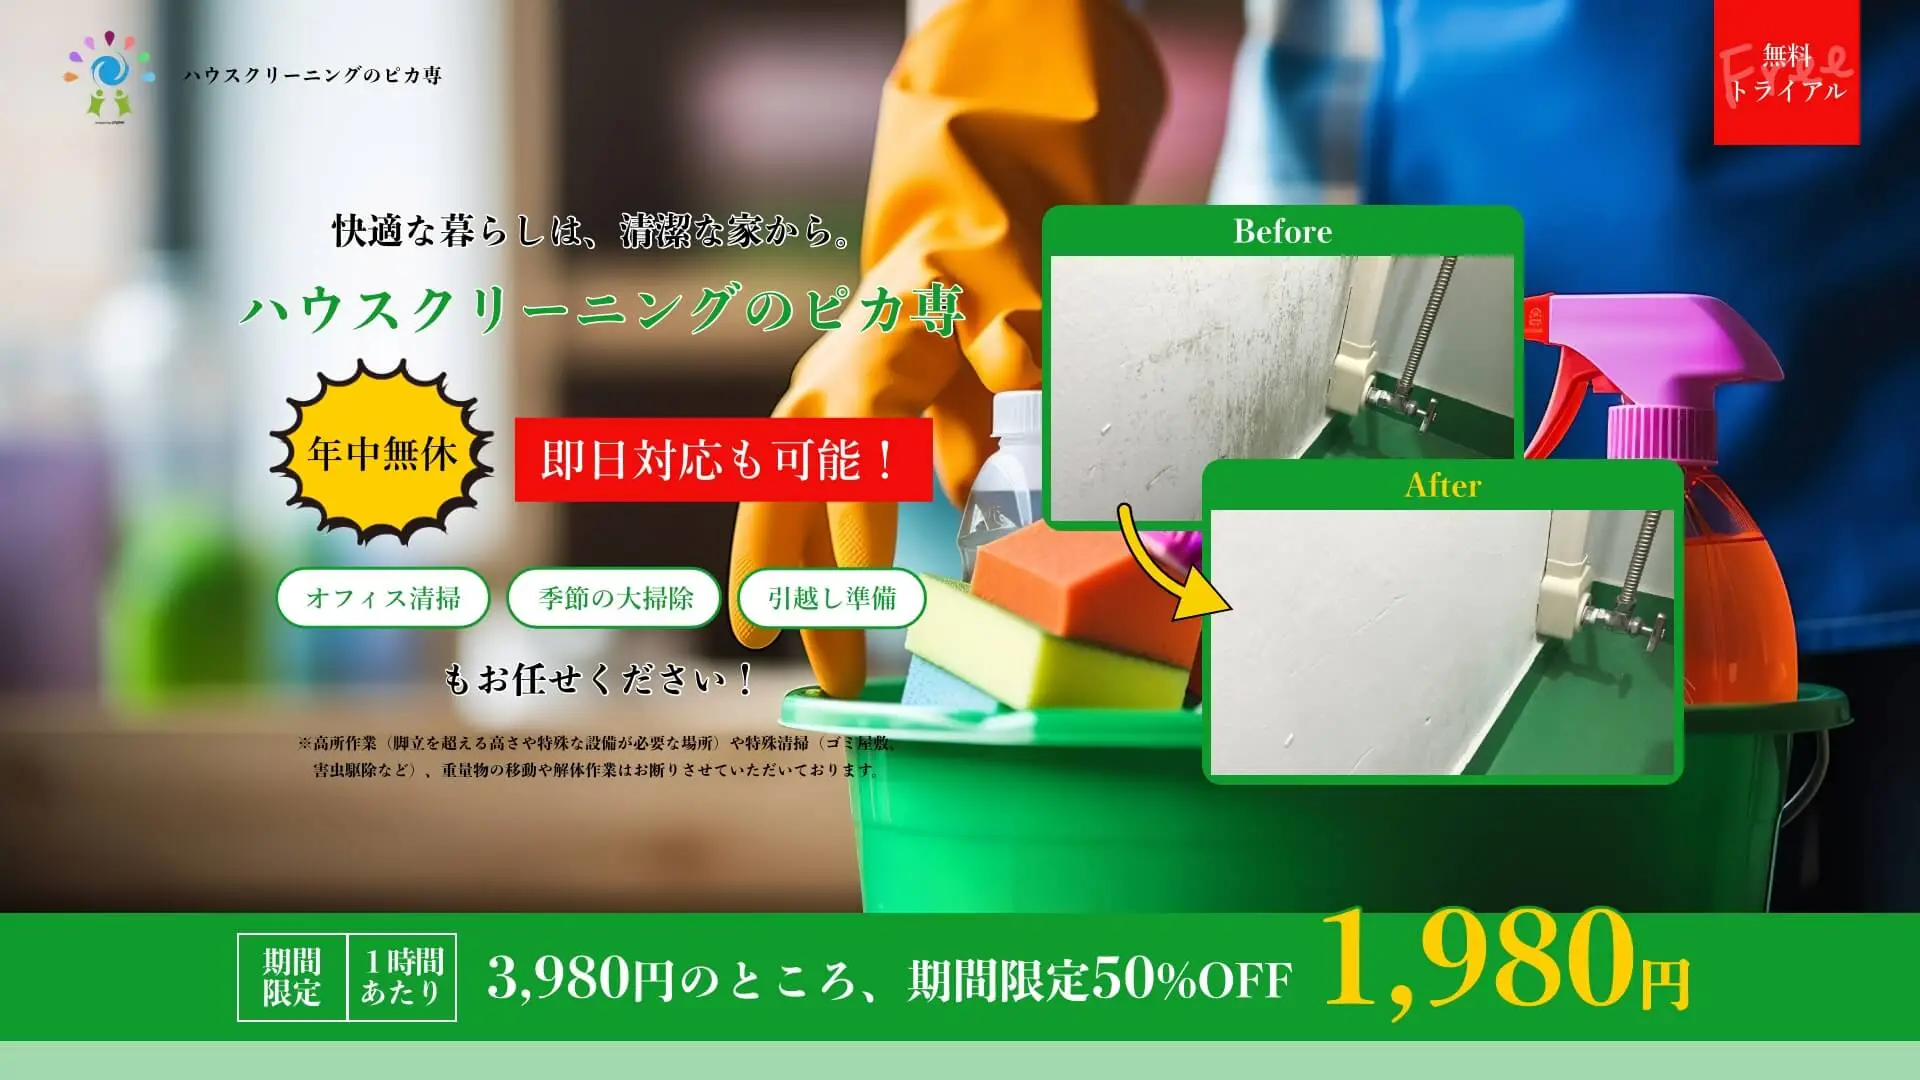 ハウスクリーニングのピカ専
Free
無料
トライアル
快適な暮らしは、清潔な家から。
ハウスクリーニングのピカ専
年中無休
即日対応も可能！
オフィス清掃
季節の大掃除
引越し準備
もお任せください！
※高所作業（脚立を超える高さや特殊な設備が必要な場所）や特殊清掃（ゴミ屋敷、
害虫駆除など）、重量物の移動や解体作業はお断りさせていただいております。
Before
After
期間
限定
１時間
あたり
3,980円のところ、期間限定50%OFF
1,980円